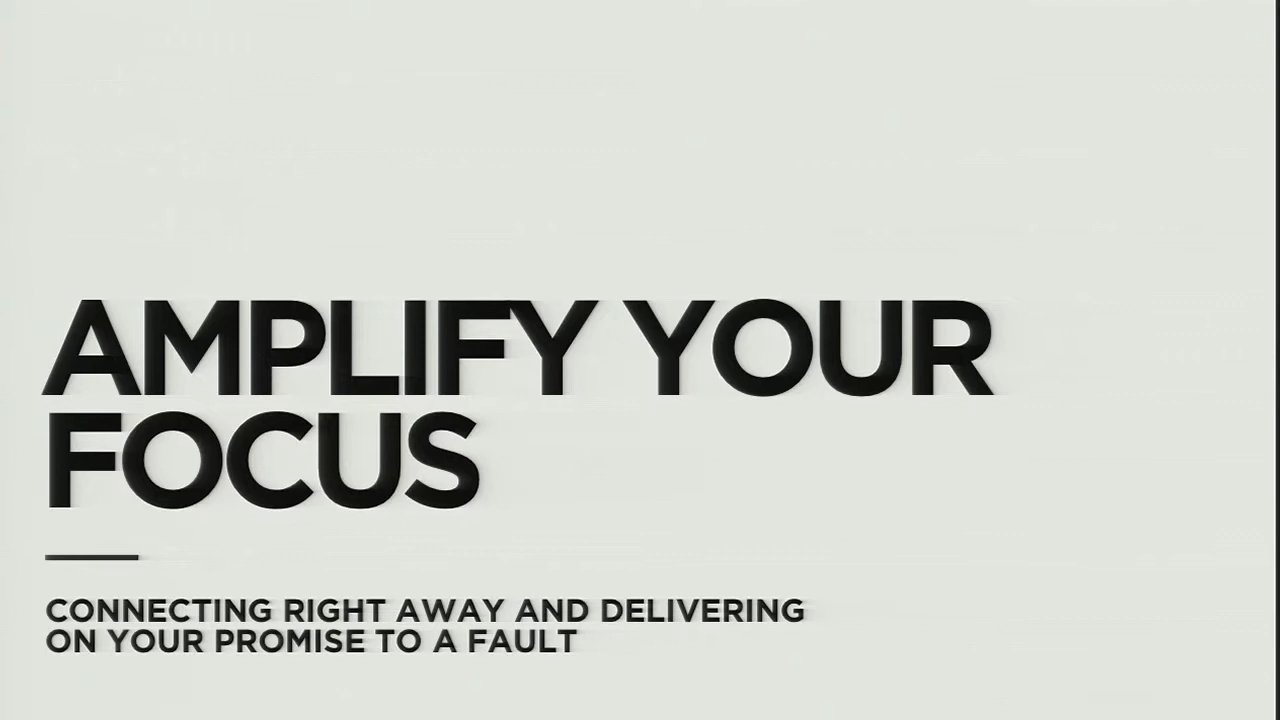 AMPLIFY YOUR
FOCUS
CONNECTING RIGHT AWAY AND DELIVERING
ON YOUR PROMISE TO A FAULT